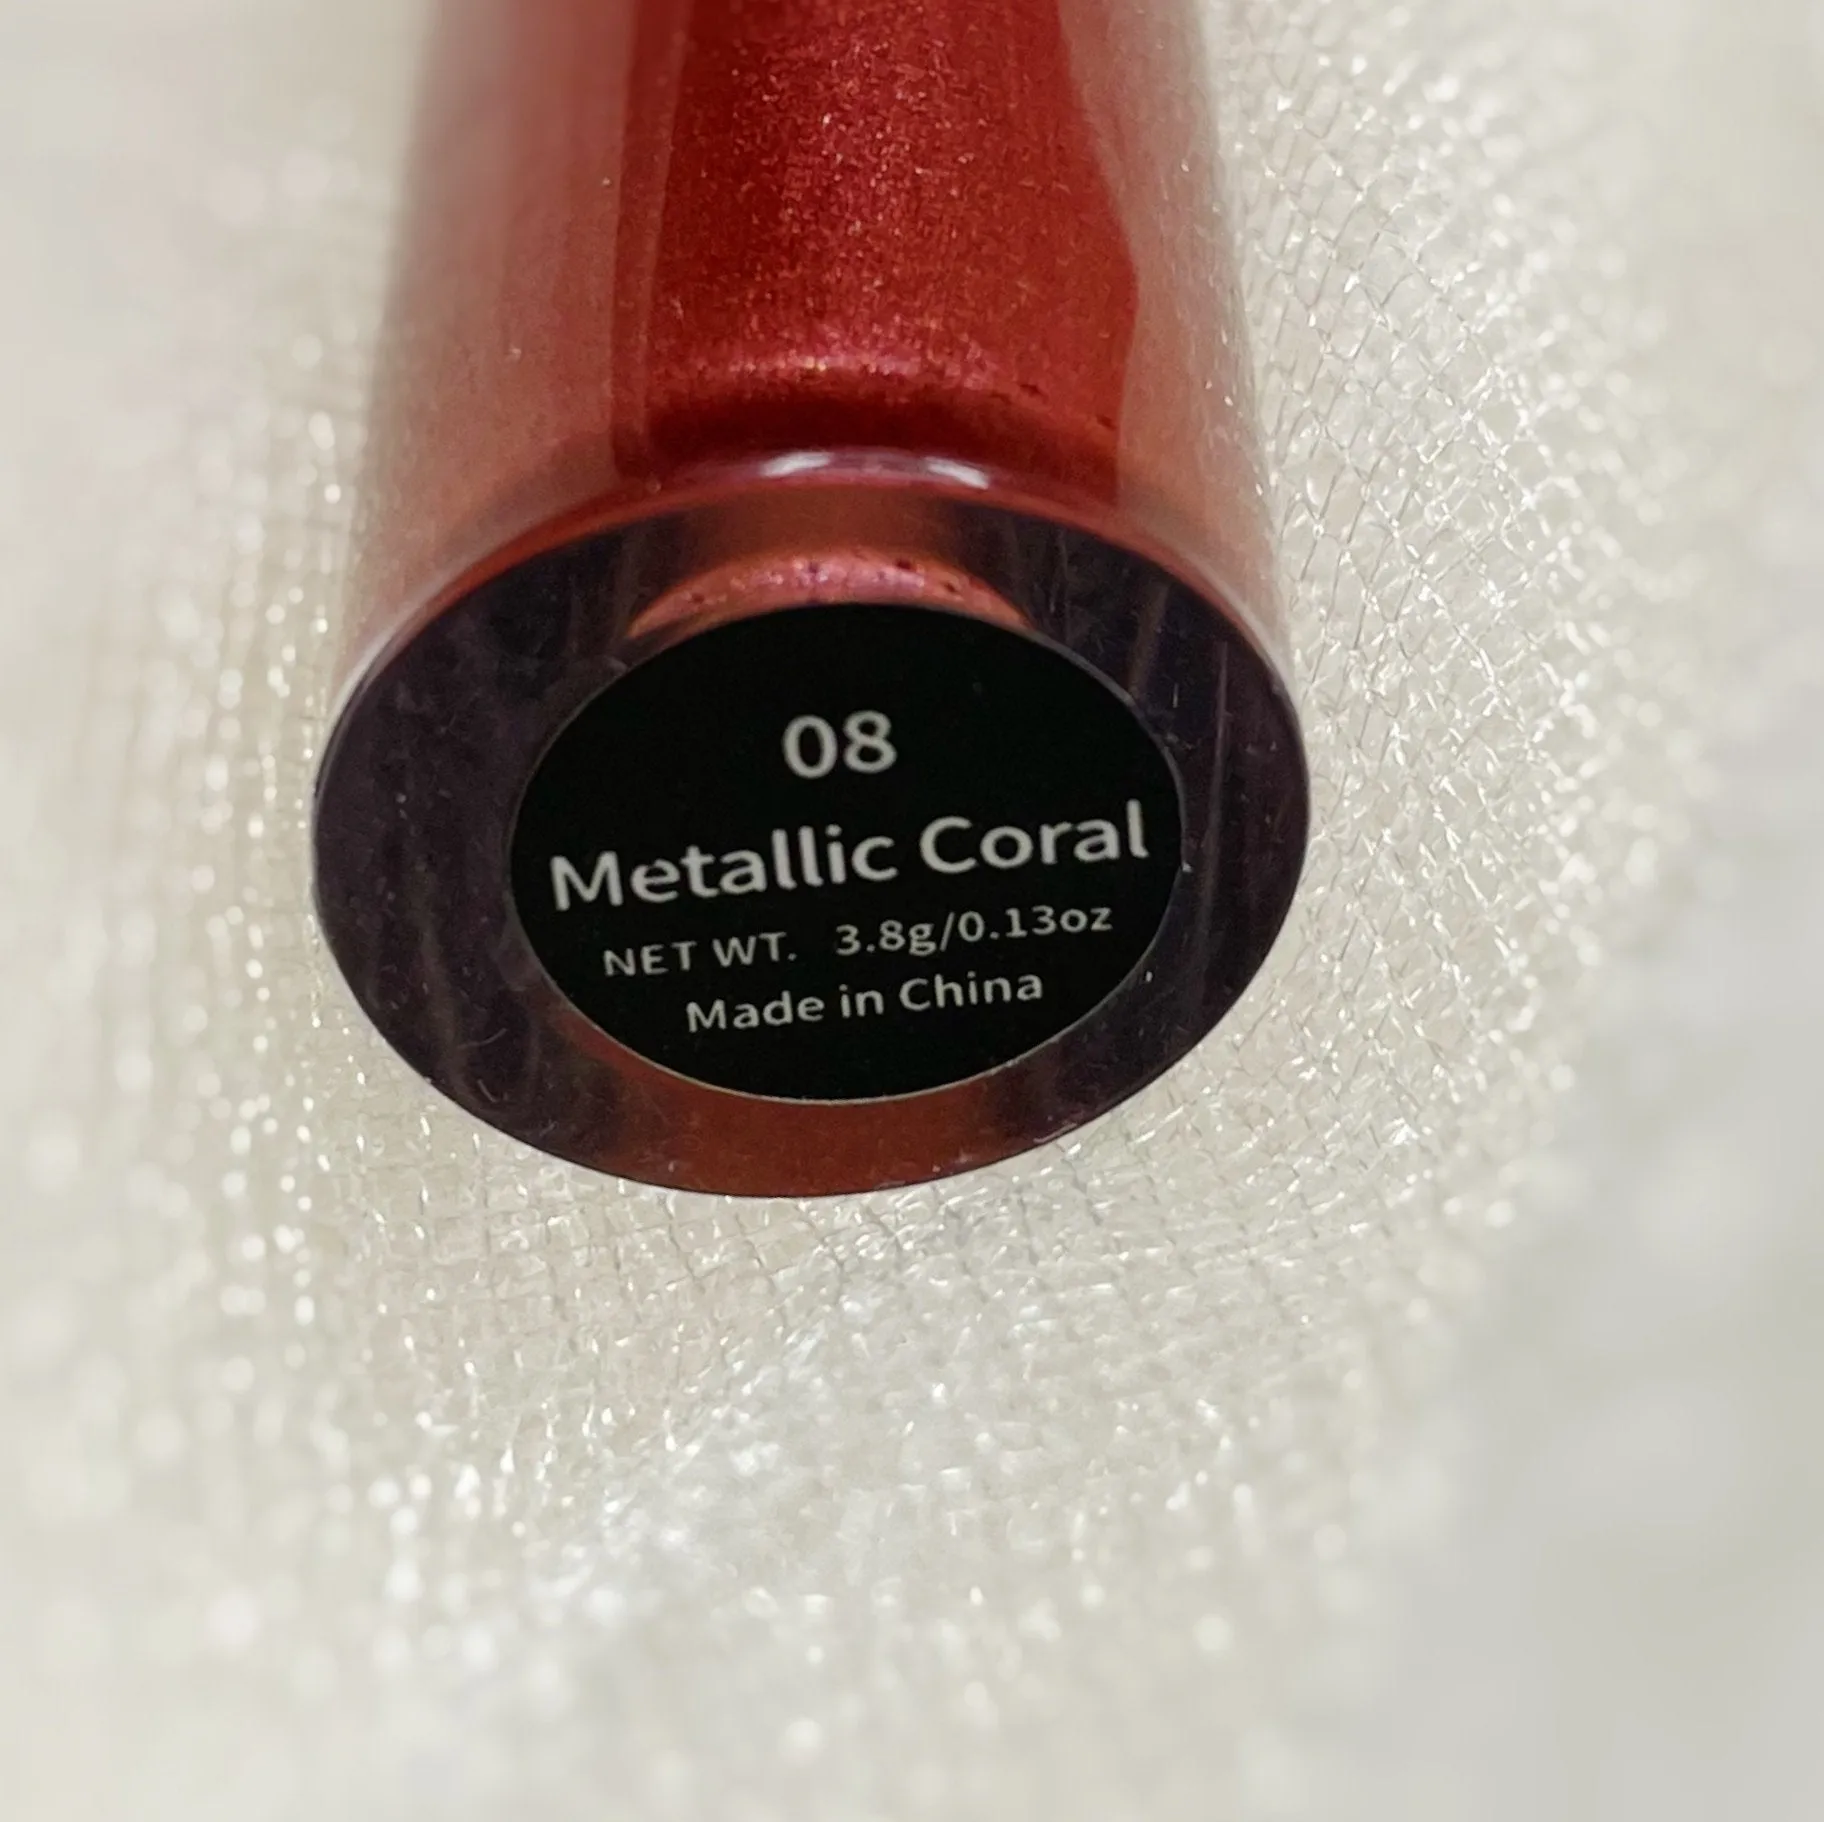 08
Metallic Coral
NET WT. 3.8g/0.13oz
Made in China